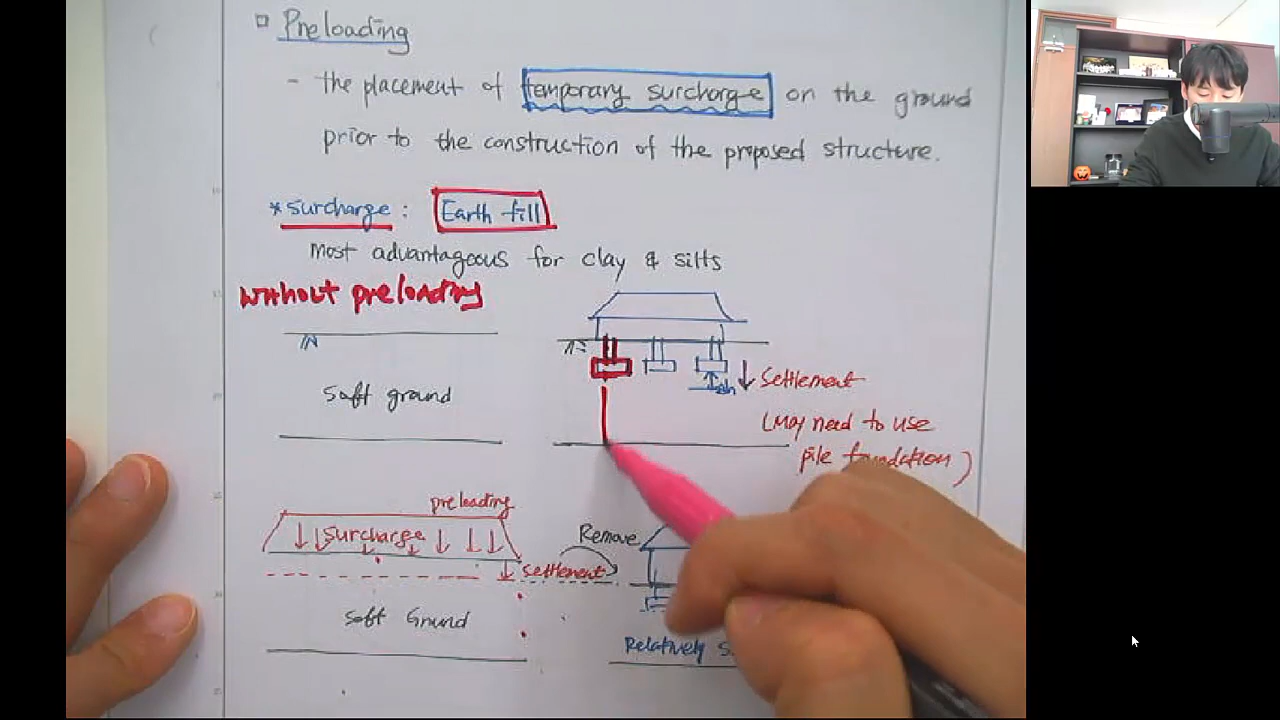 Preloading
- the placement of temporary surcharge on the ground
prior to the construction of the proposed structure.
* surcharge : Earth fill
Most advantageous for clay & silts
Without preloading
Soft ground
Δh
Settlement
(May need to use
pile foundation)
preloading
Surcharge
Settlement
Remove
Soft Ground
Relatively